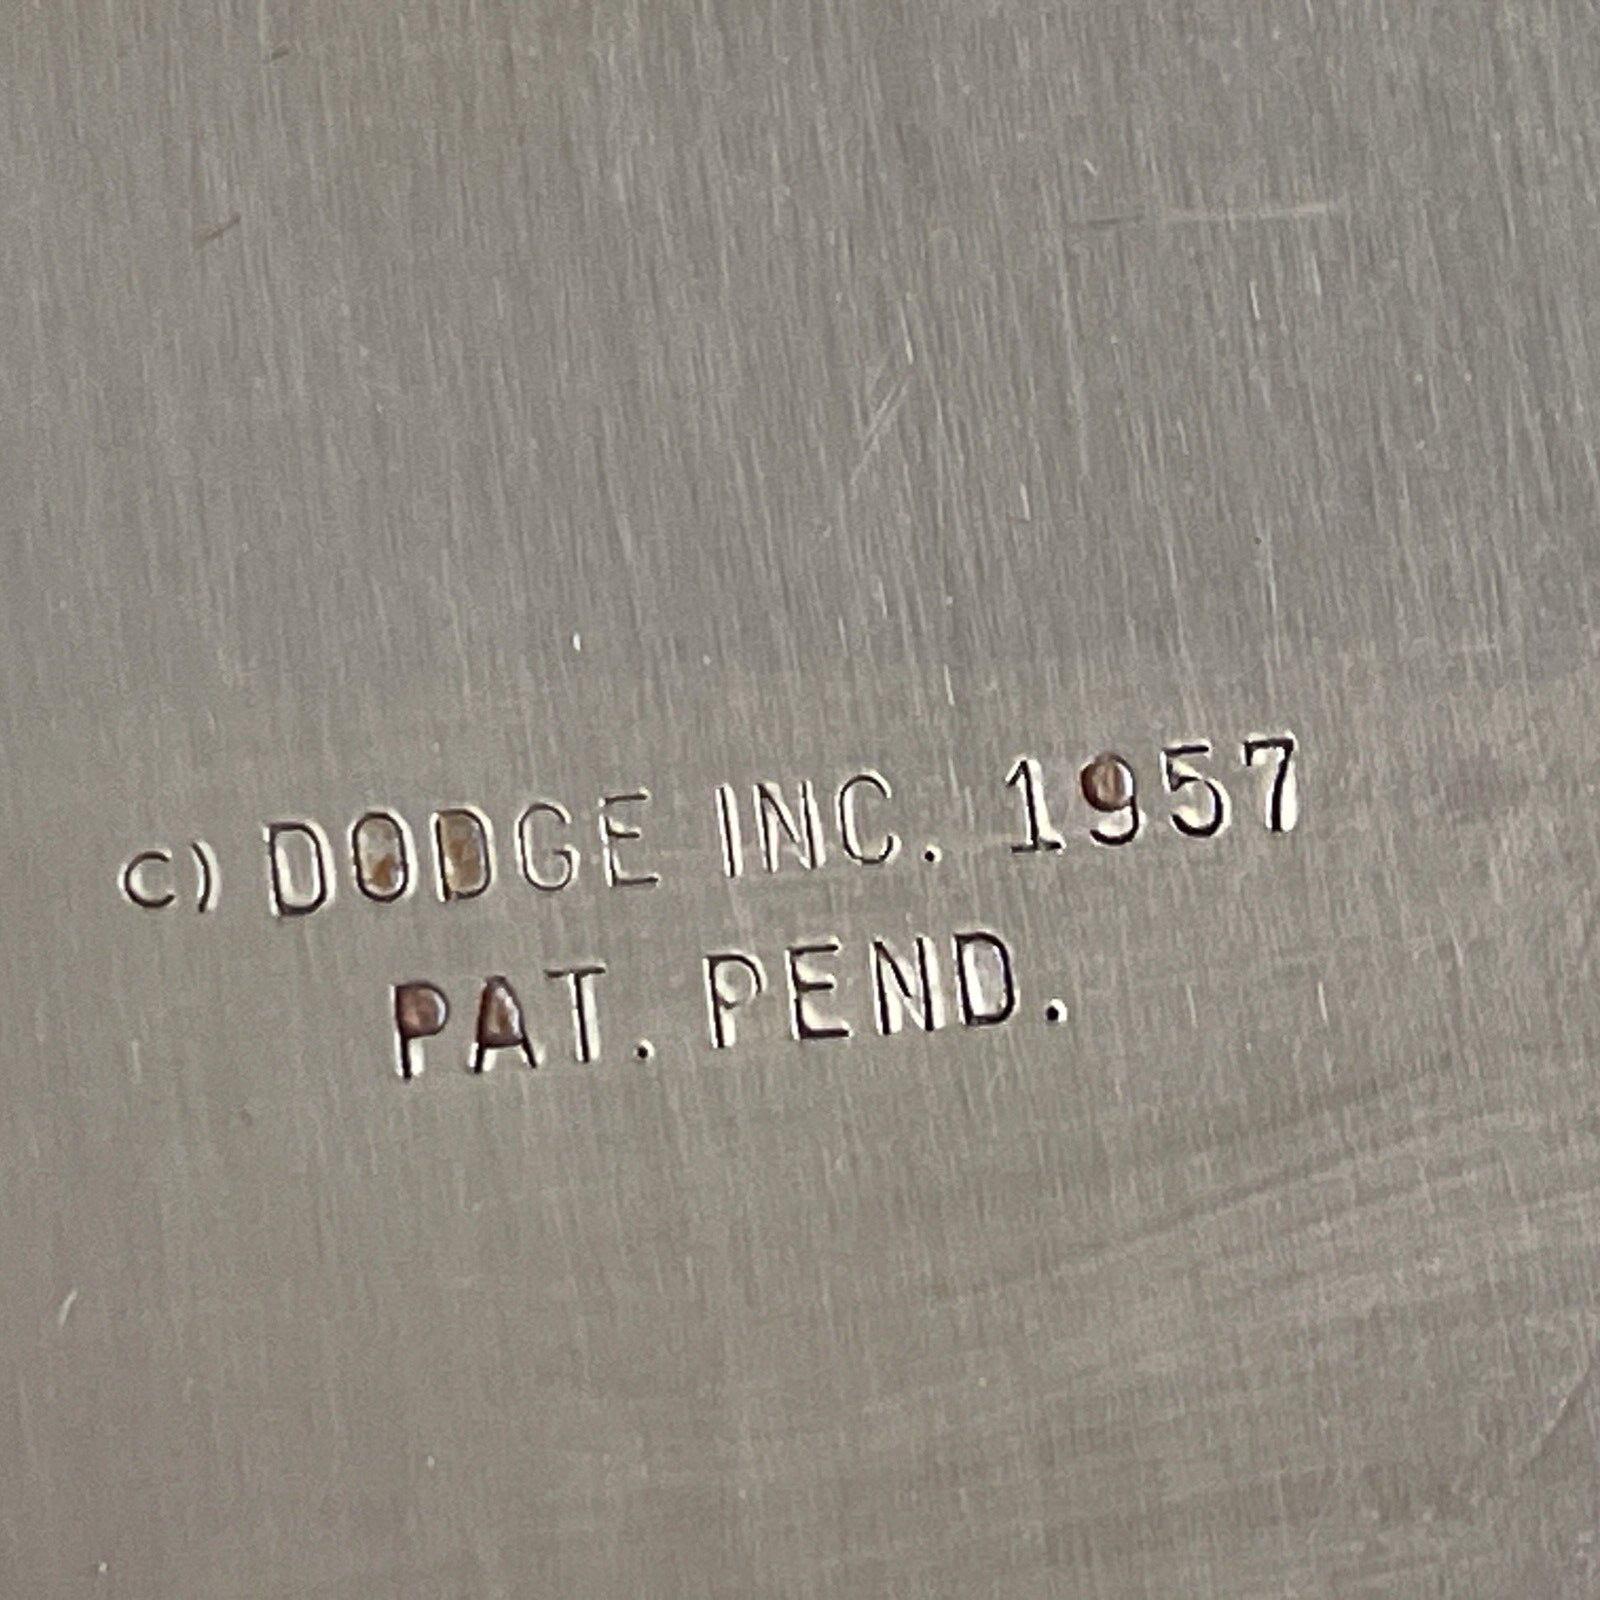 c) DODGE INC. 1957
PAT. PEND.